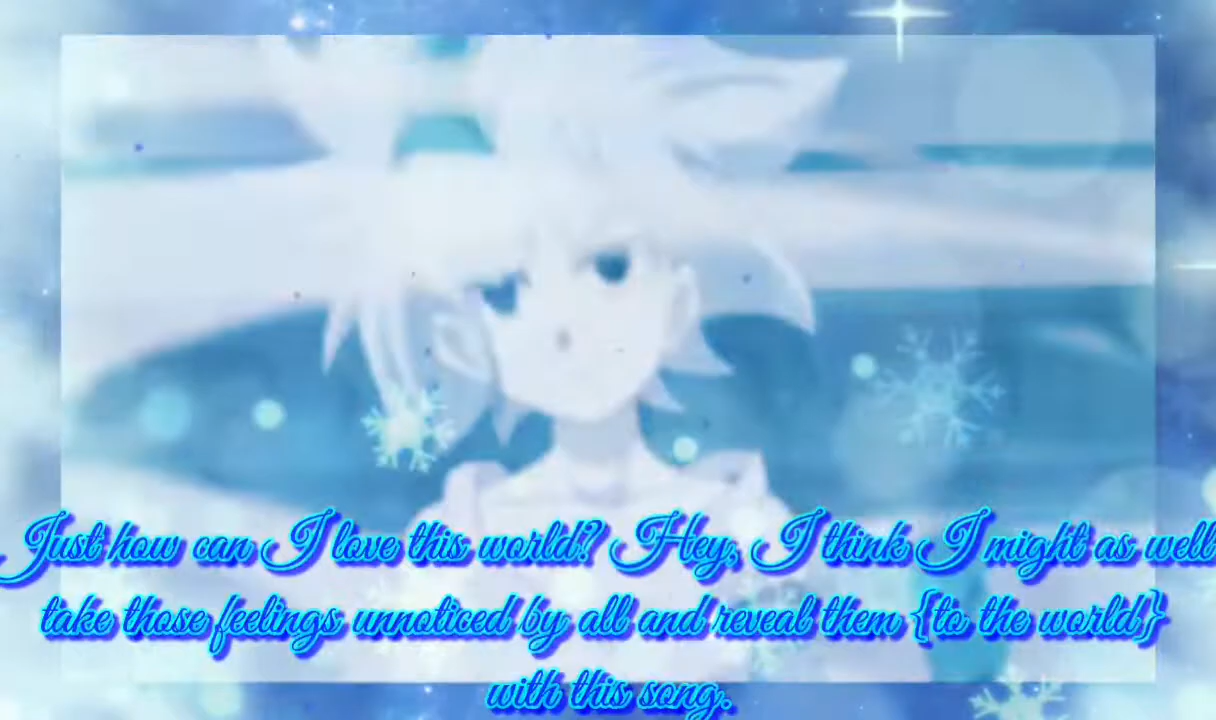 Just how can I love this world? Hey, I think I might as well
take those feelings unnoticed by all and reveal them {to the world}
with this song.